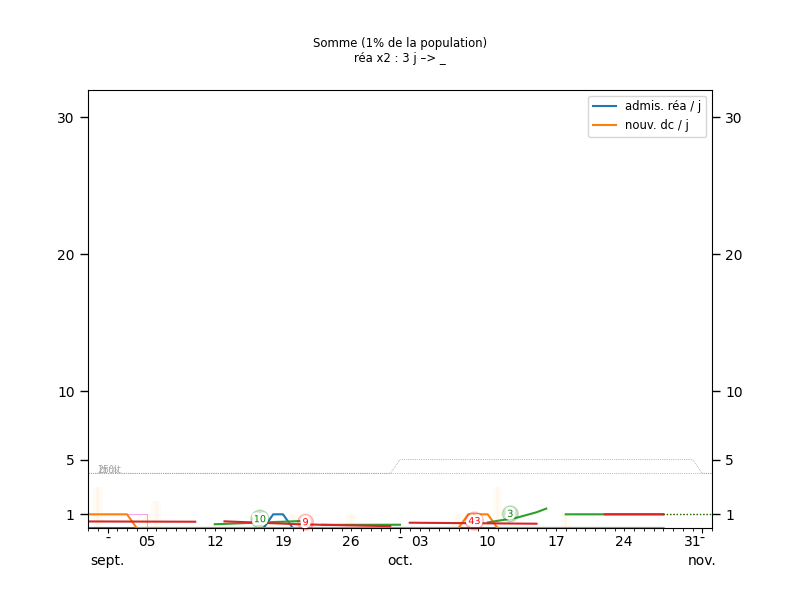 Somme (1% de la population)
réa x2 : 3 j –> _
admis. réa / j
nouv. dc / j
30
30
20
20
10
10
5
5
1
1
10
9
43
3
- 05 12 19 26 - 03 10 17 24 31-
sept. oct. nov.